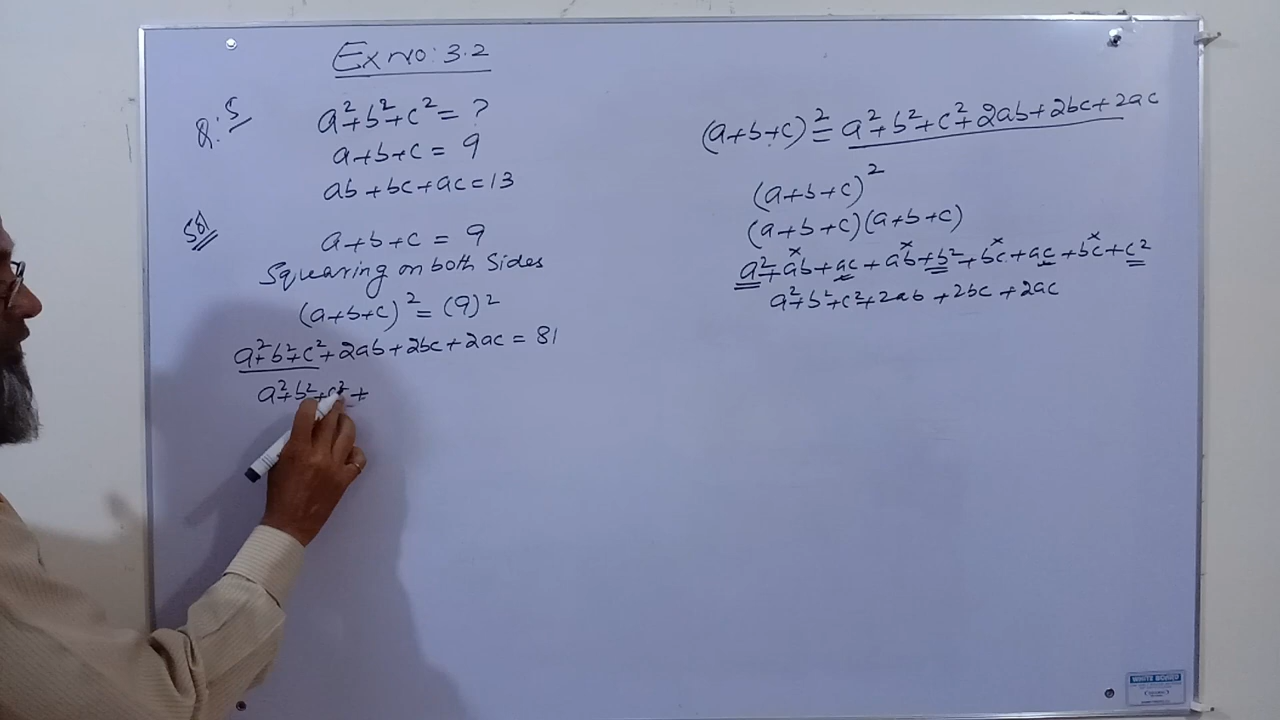 Ex NO: 3.2
Q: 5
a²+b²+c² = ?
a+b+c = 9
ab+bc+ac=13
Sol
a+b+c = 9
Squaring on both Sides
(a+b+c)² = (9)²
a²+b²+c²+2ab+2bc+2ac = 81
a²+b²+c²+
(a+b+c)² = a²+b²+c²+2ab+2bc+2ac
(a+b+c)²
(a+b+c)(a+b+c)
a²+ab+ac+ab+b²+bc+ac+bc+c²
a²+b²+c²+2ab+2bc+2ac
WHITE BOARD